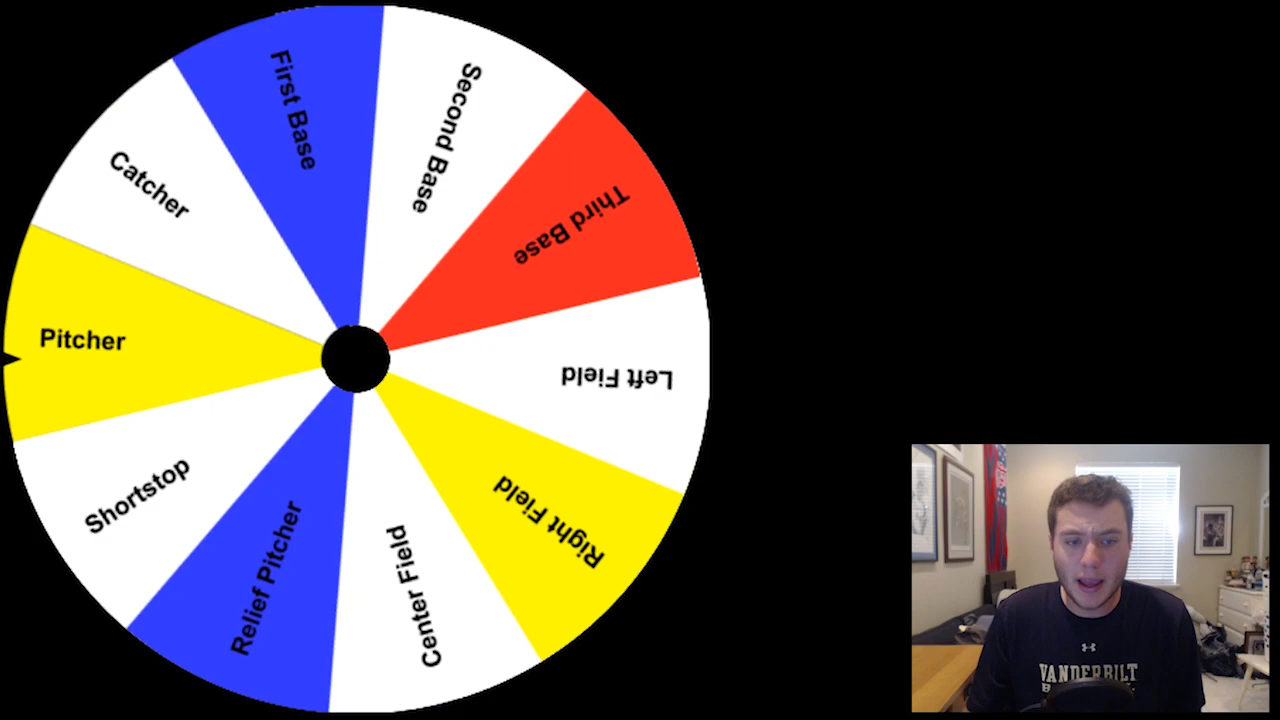 First Base
Second Base
Catcher
Third Base
Pitcher
Left Field
Shortstop
Right Field
Relief Pitcher
Center Field
VANDERBILT